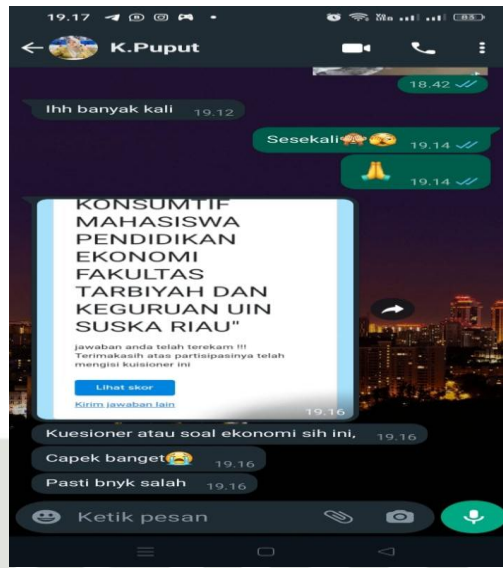 19.17
K.Puput
18.42
Ihh banyak kali 19.12
Sesekali🙈🫣 19.14
🙏 19.14
KONSUMTIF
MAHASISWA
PENDIDIKAN
EKONOMI
FAKULTAS
TARBIYAH DAN
KEGURUAN UIN
SUSKA RIAU"
jawaban anda telah terekam !!!
Terimakasih atas partisipasinya telah
mengisi kuisioner ini
Lihat skor
Kirim jawaban lain
19.16
Kuesioner atau soal ekonomi sih ini, 19.16
Capek banget😭 19.16
Pasti bnyk salah 19.16
Ketik pesan